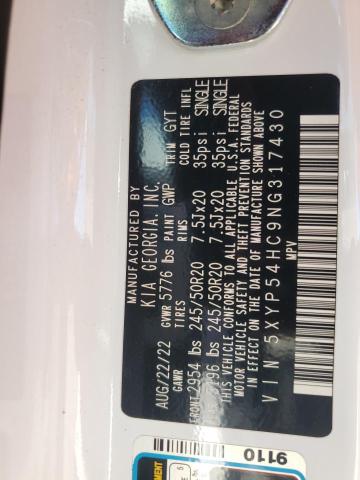 MANUFACTURED BY
KIA GEORGIA, INC.
AUG/22/22 GVWR 5776 lbs PAINT GWP TRIM GYT
GAWR TIRES RIMS COLD TIRE INFL
FRONT 2954 lbs 245/50R20 7.5Jx20 35psi SINGLE
3196 lbs 245/50R20 7.5Jx20 35psi SINGLE
THIS VEHICLE CONFORMS TO ALL APPLICABLE U.S.A. FEDERAL
MOTOR VEHICLE SAFETY AND THEFT PREVENTION STANDARDS
IN EFFECT ON THE DATE OF MANUFACTURE SHOWN ABOVE.
VIN 5XYP54HC9NG317430
MPV
9110
5